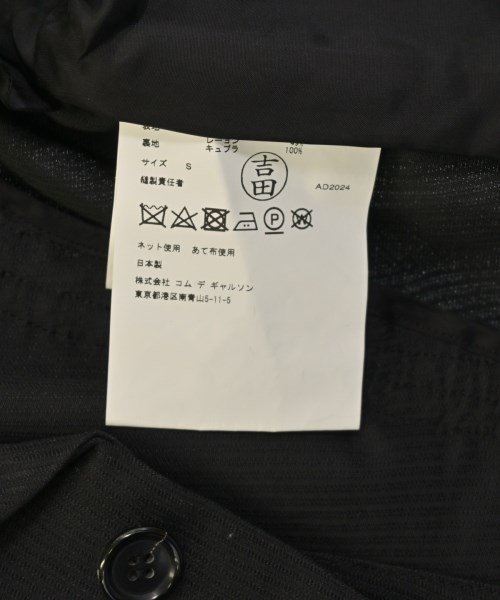 裏地 キュプラ 100%
サイズ S
吉田
縫製責任者
AD2024
P W
ネット使用 あて布使用
日本製
株式会社 コム デ ギャルソン
東京都港区南青山5-11-5